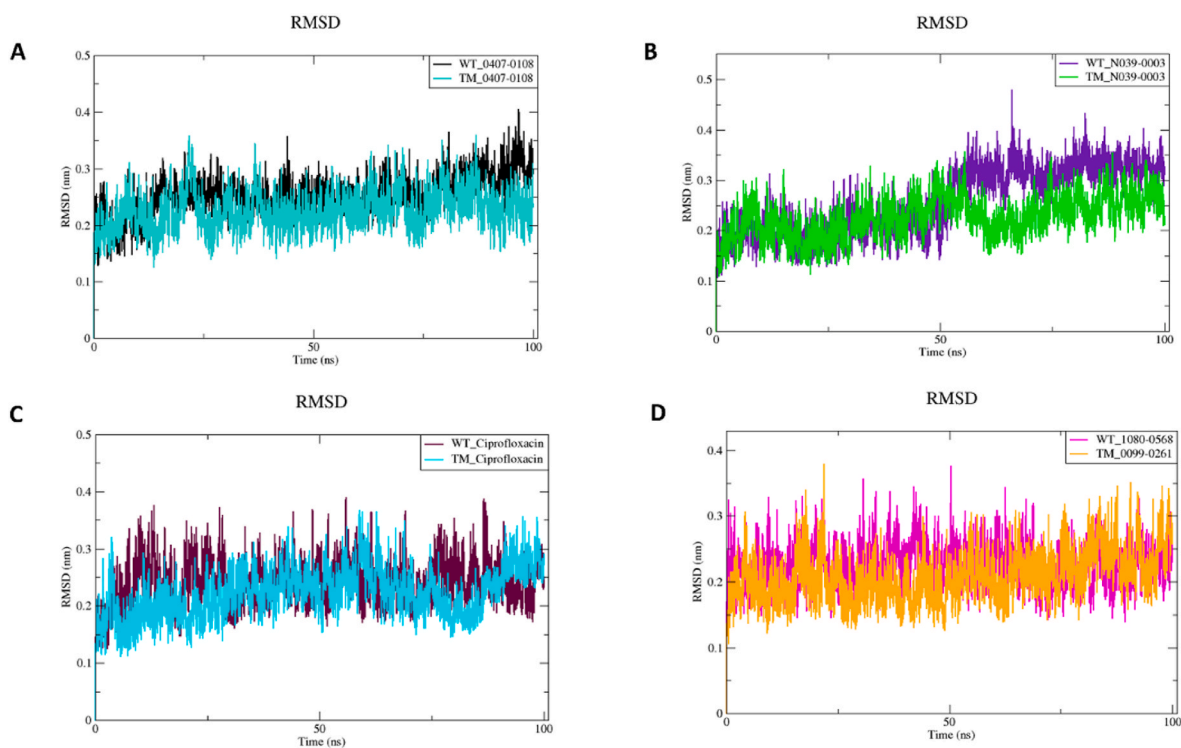 A
RMSD
WT_0407-0108
TM_0407-0108
0.5
0.4
0.3
0.2
0.1
0
RMSD (nm)
0
50
100
Time (ns)
B
RMSD
WT_N039-0003
TM_N039-0003
0.5
0.4
0.3
0.2
0.1
0
RMSD (nm)
0
50
100
Time (ns)
C
RMSD
WT_Ciprofloxacin
TM_Ciprofloxacin
0.5
0.4
0.3
0.2
0.1
0
RMSD (nm)
0
50
100
Time (ns)
D
RMSD
WT_1080-0568
TM_0099-0261
0.4
0.3
0.2
0.1
0
RMSD (nm)
0
50
100
Time (ns)